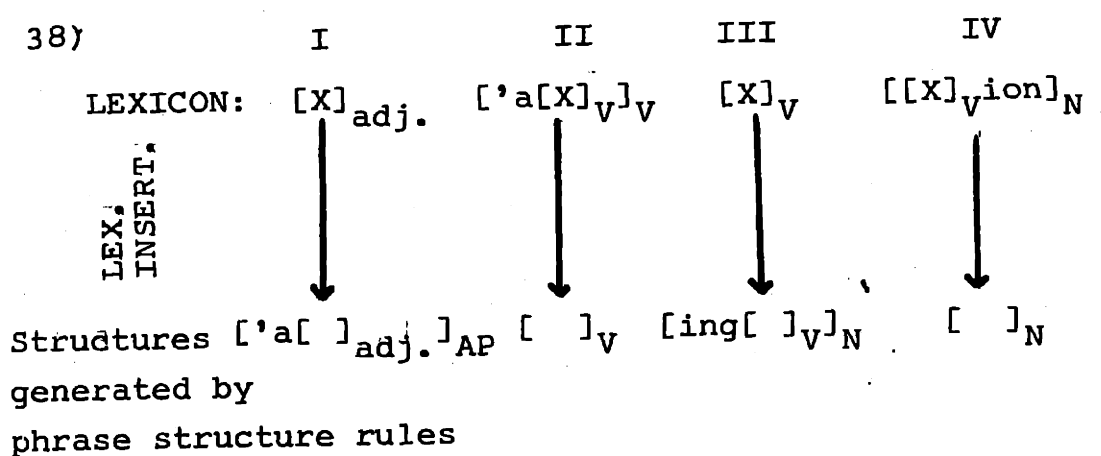 38) I II III IV
LEXICON: [X]adj. ['a[X]V]V [X]V [[X]Vion]N
LEX. INSERT.
Strudtures ['a[ ]adj.]AP [ ]V [ing[ ]V]N [ ]N
generated by
phrase structure rules